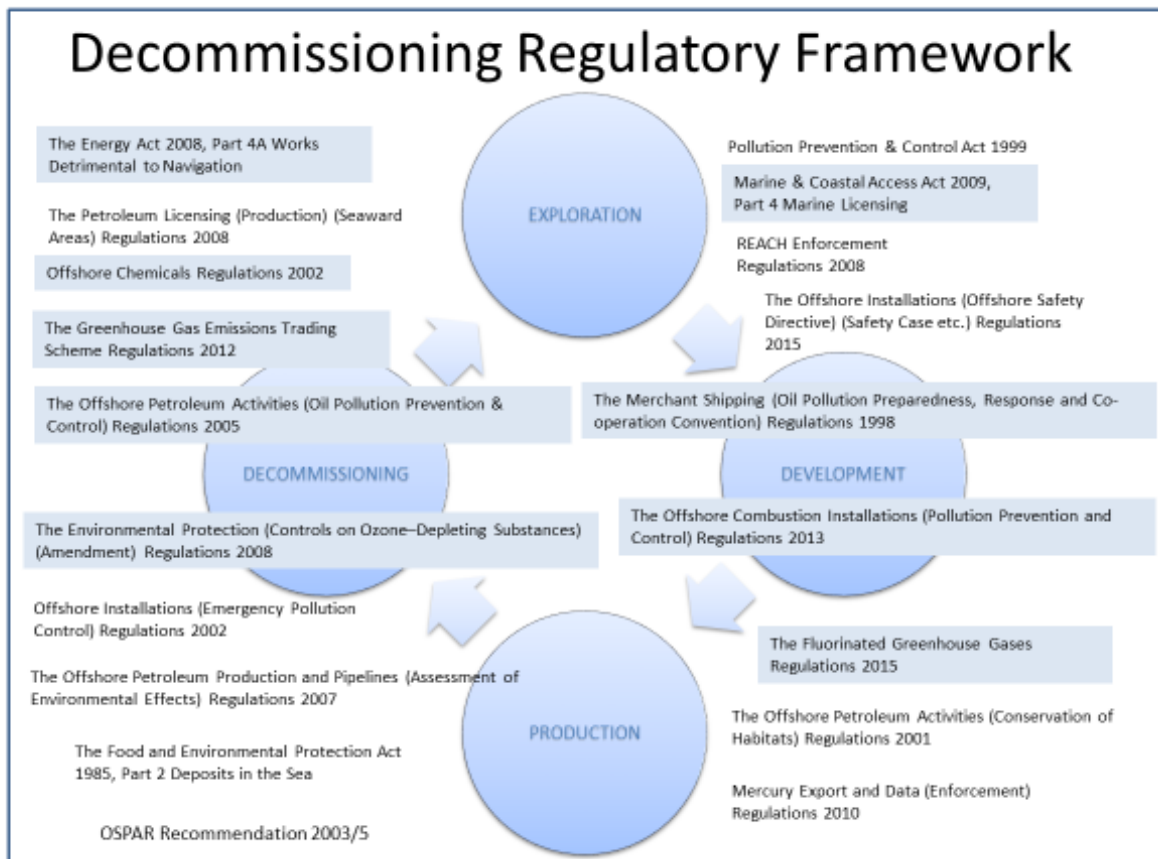 Decommissioning Regulatory Framework
The Energy Act 2008, Part 4A Works
Detrimental to Navigation
The Petroleum Licensing (Production) (Seaward
Areas) Regulations 2008
Offshore Chemicals Regulations 2002
The Greenhouse Gas Emissions Trading
Scheme Regulations 2012
The Offshore Petroleum Activities (Oil Pollution Prevention &
Control) Regulations 2005
DECOMMISSIONING
The Environmental Protection (Controls on Ozone–Depleting Substances)
(Amendment) Regulations 2008
Offshore Installations (Emergency Pollution
Control) Regulations 2002
The Offshore Petroleum Production and Pipelines (Assessment of
Environmental Effects) Regulations 2007
The Food and Environmental Protection Act
1985, Part 2 Deposits in the Sea
OSPAR Recommendation 2003/5
EXPLORATION
PRODUCTION
Pollution Prevention & Control Act 1999
Marine & Coastal Access Act 2009,
Part 4 Marine Licensing
REACH Enforcement
Regulations 2008
The Offshore Installations (Offshore Safety
Directive) (Safety Case etc.) Regulations
2015
The Merchant Shipping (Oil Pollution Preparedness, Response and Co-
operation Convention) Regulations 1998
DEVELOPMENT
The Offshore Combustion Installations (Pollution Prevention and
Control) Regulations 2013
The Fluorinated Greenhouse Gases
Regulations 2015
The Offshore Petroleum Activities (Conservation of
Habitats) Regulations 2001
Mercury Export and Data (Enforcement)
Regulations 2010